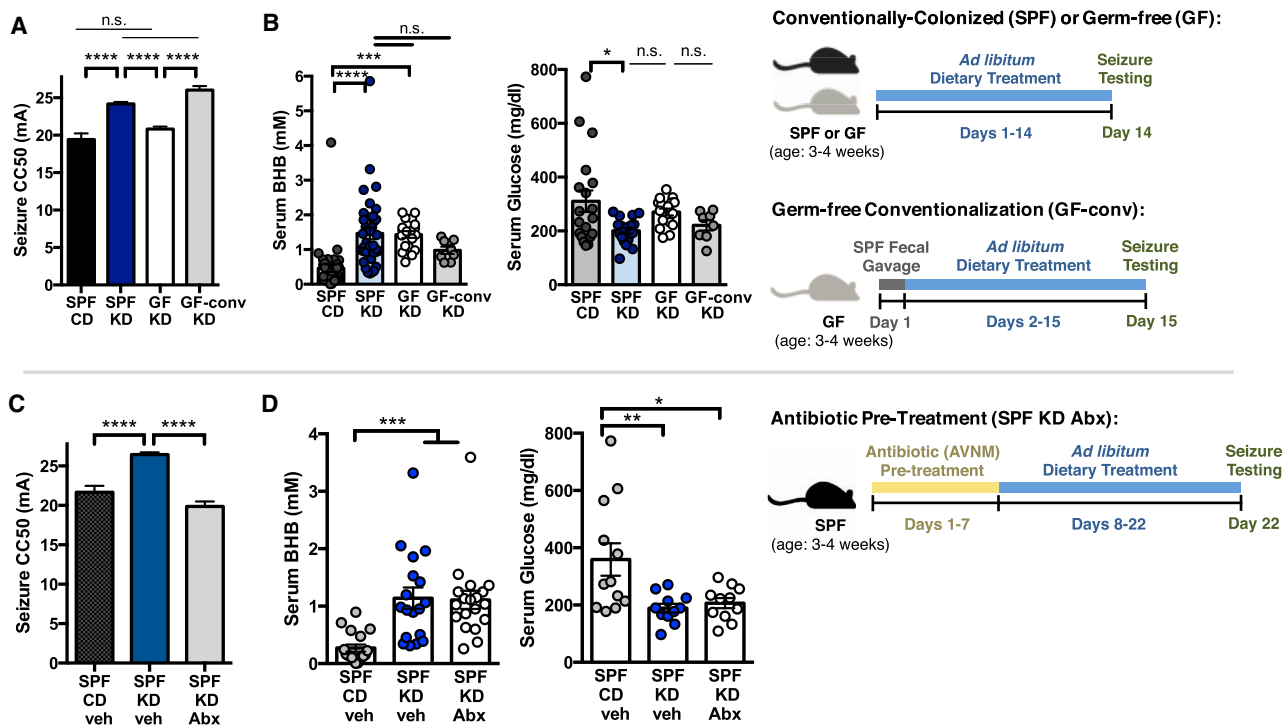 A
n.s.
****
****
****
Seizure CC50 (mA)
25
20
15
10
5
0
SPF SPF GF GF-conv
CD KD KD KD
B
n.s.
***
****
Serum BHB (mM)
6
5
4
3
2
1
0
SPF SPF GF GF-conv
CD KD KD KD
* n.s. n.s.
Serum Glucose (mg/dl)
800
600
400
200
0
SPF SPF GF GF-conv
CD KD KD KD
Conventionally-Colonized (SPF) or Germ-free (GF):
Ad libitum
Dietary Treatment
Seizure
Testing
SPF or GF
(age: 3-4 weeks)
Days 1-14
Day 14
Germ-free Conventionalization (GF-conv):
SPF Fecal
Gavage
Ad libitum
Dietary Treatment
Seizure
Testing
GF
(age: 3-4 weeks)
Day 1
Days 2-15
Day 15
C
****
****
Seizure CC50 (mA)
25
20
15
10
5
0
SPF SPF SPF
CD KD KD
veh veh Abx
D
***
Serum BHB (mM)
4
3
2
1
0
SPF SPF SPF
CD KD KD
veh veh Abx
*
**
Serum Glucose (mg/dl)
800
600
400
200
0
SPF SPF SPF
CD KD KD
veh veh Abx
Antibiotic Pre-Treatment (SPF KD Abx):
Antibiotic (AVNM)
Pre-treatment
Ad libitum
Dietary Treatment
Seizure
Testing
SPF
(age: 3-4 weeks)
Days 1-7
Days 8-22
Day 22